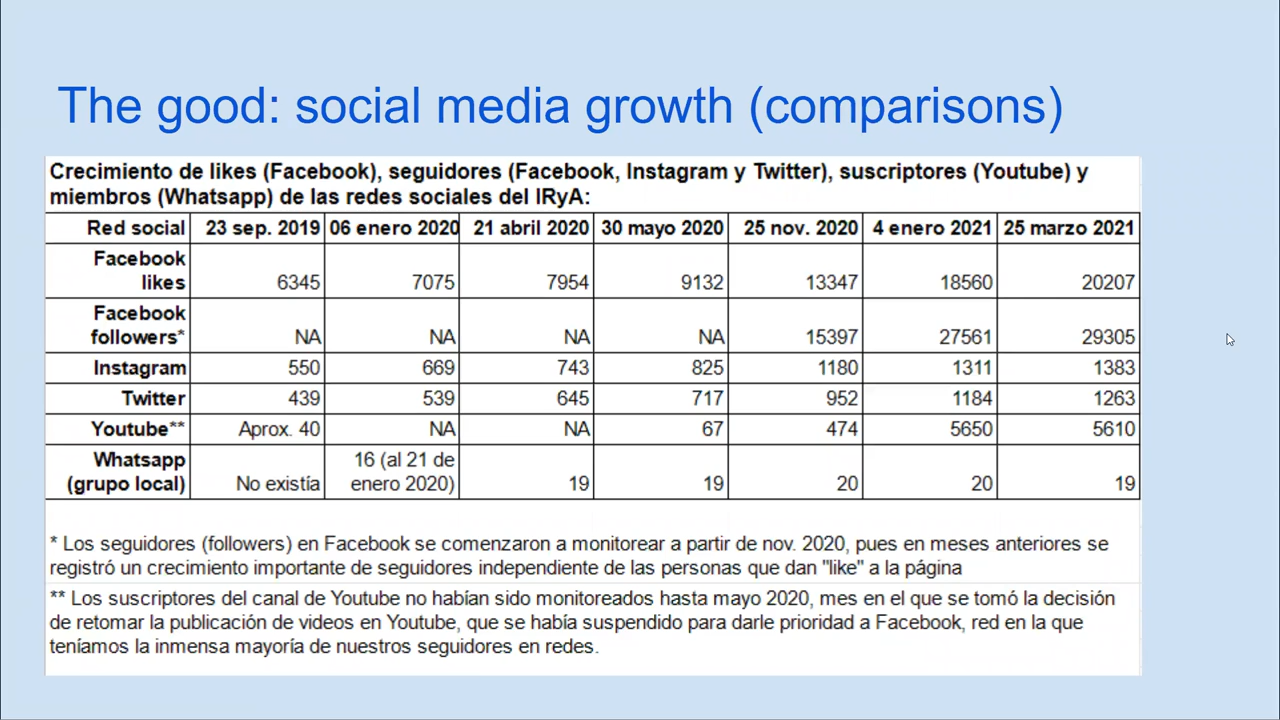 The good: social media growth (comparisons)
Crecimiento de likes (Facebook), seguidores (Facebook, Instagram y Twitter), suscriptores (Youtube) y
miembros (Whatsapp) de las redes sociales del IRyA:
Red social 23 sep. 2019 06 enero 2020 21 abril 2020 30 mayo 2020 25 nov. 2020 4 enero 2021 25 marzo 2021
Facebook
likes 6345 7075 7954 9132 13347 18560 20207
Facebook
followers* NA NA NA NA 15397 27561 29305
Instagram 550 669 743 825 1180 1311 1383
Twitter 439 539 645 717 952 1184 1263
Youtube** Aprox. 40 NA NA 67 474 5650 5610
Whatsapp 16 (al 21 de
(grupo local) No existía enero 2020) 19 19 20 20 19
* Los seguidores (followers) en Facebook se comenzaron a monitorear a partir de nov. 2020, pues en meses anteriores se
registró un crecimiento importante de seguidores independiente de las personas que dan "like" a la página
** Los suscriptores del canal de Youtube no habían sido monitoreados hasta mayo 2020, mes en el que se tomó la decisión
de retomar la publicación de videos en Youtube, que se había suspendido para darle prioridad a Facebook, red en la que
teníamos la inmensa mayoría de nuestros seguidores en redes.